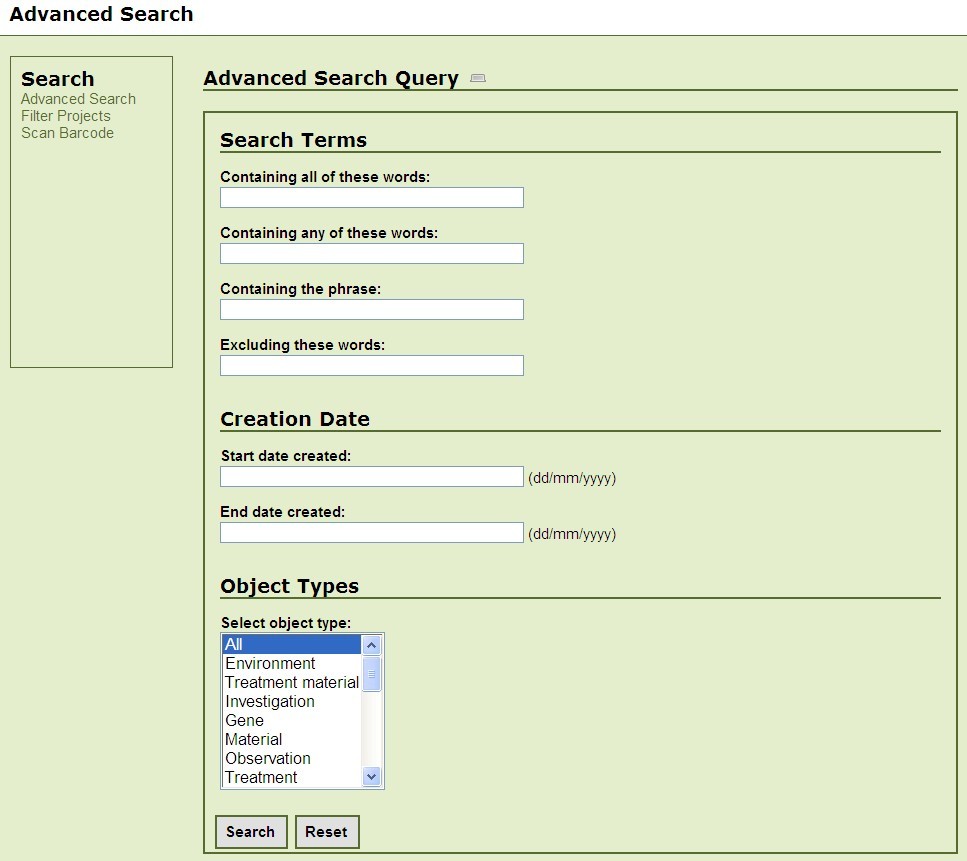 Advanced Search
Search
Advanced Search
Filter Projects
Scan Barcode
Advanced Search Query
Search Terms
Containing all of these words:
Containing any of these words:
Containing the phrase:
Excluding these words:
Creation Date
Start date created:
(dd/mm/yyyy)
End date created:
(dd/mm/yyyy)
Object Types
Select object type:
All
Environment
Treatment material
Investigation
Gene
Material
Observation
Treatment
Search Reset